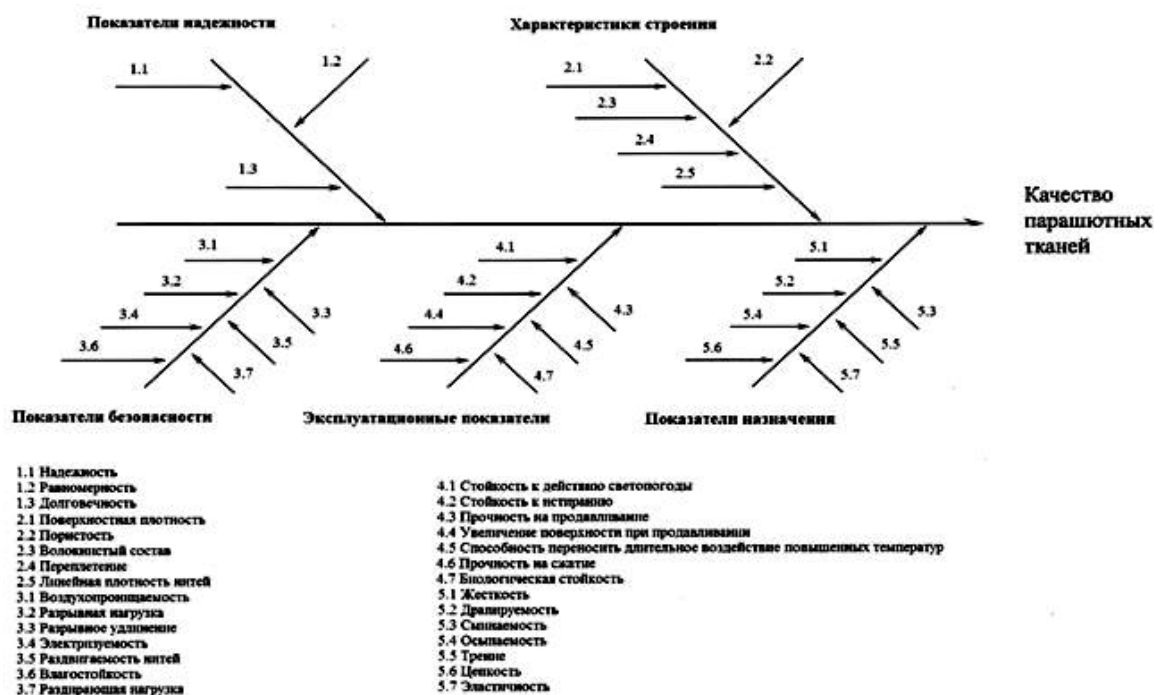 Показатели надежности
Характеристики строения
1.1
1.2
2.1
2.2
2.3
2.4
1.3
2.5
Качество
парашютных
тканей
3.1
4.1
5.1
3.2
4.2
5.2
3.3
4.3
5.3
3.4
4.4
5.4
3.5
4.5
5.5
3.6
4.6
5.6
3.7
4.7
5.7
Показатели безопасности
Эксплуатационные показатели
Показатели назначения
1.1 Надежность
1.2 Равномерность
1.3 Долговечность
2.1 Поверхностная плотность
2.2 Пористость
2.3 Волокнистый состав
2.4 Переплетение
2.5 Линейная плотность нитей
3.1 Воздухопроницаемость
3.2 Разрывная нагрузка
3.3 Разрывное удлинение
3.4 Электризуемость
3.5 Раздвигаемость нитей
3.6 Влагостойкость
3.7 Раздирающая нагрузка
4.1 Стойкость к действию светопогоды
4.2 Стойкость к истиранию
4.3 Прочность на продавливание
4.4 Увеличение поверхности при продавливании
4.5 Способность переносить длительное воздействие повышенных температур
4.6 Прочность на сжатие
4.7 Биологическая стойкость
5.1 Жесткость
5.2 Драпируемость
5.3 Сминаемость
5.4 Осыпаемость
5.5 Трение
5.6 Цепкость
5.7 Эластичность